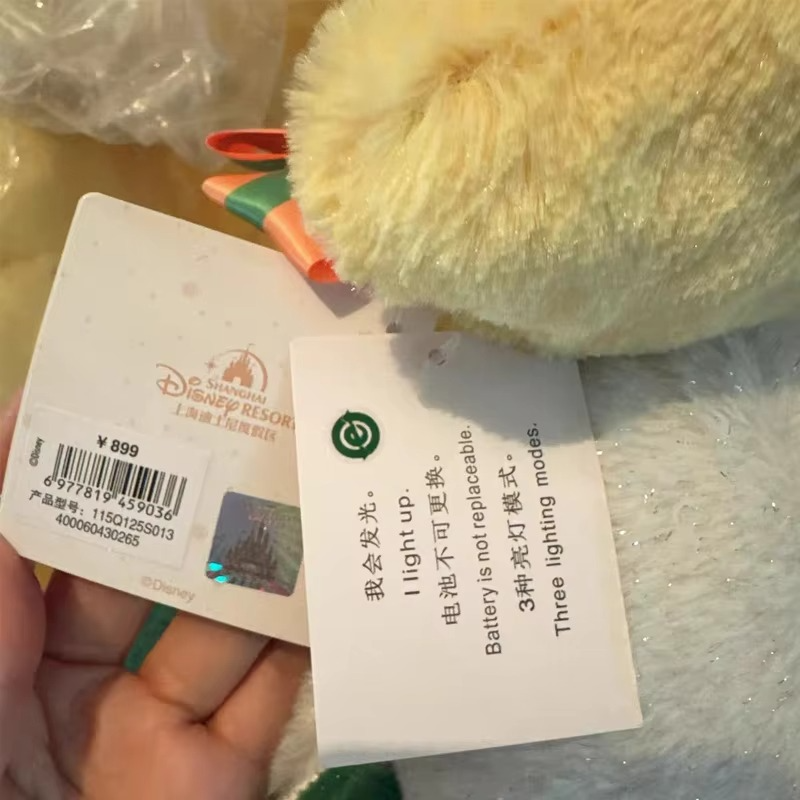 SHANGHAI
DISNEY RESORT
上海迪士尼度假区
©Disney
¥899
6 977819 459036
产品型号: 115Q125S013
400060430265
©Disney
我会发光。
I light up.
电池不可更换。
Battery is not replaceable.
3种亮灯模式。
Three lighting modes.